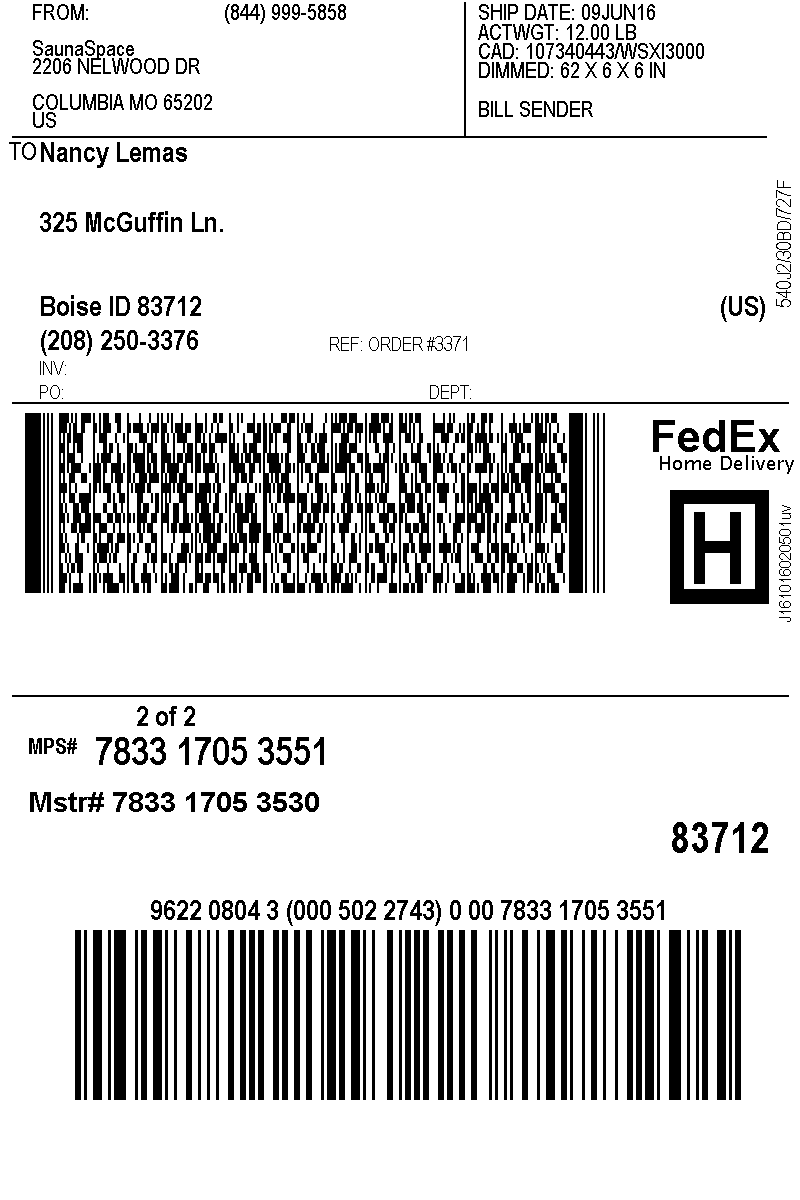 FROM: (844) 999-5858
SaunaSpace
2206 NELWOOD DR
COLUMBIA MO 65202
US
SHIP DATE: 09JUN16
ACTWGT: 12.00 LB
CAD: 107340443/WSXI3000
DIMMED: 62 X 6 X 6 IN
BILL SENDER
TO Nancy Lemas
325 McGuffin Ln.
Boise ID 83712 (US)
(208) 250-3376 REF: ORDER #3371
INV:
PO: DEPT:
540J2/30BD/727F
FedEx
Home Delivery
H
J161016020501uv
2 of 2
MPS# 7833 1705 3551
Mstr# 7833 1705 3530
83712
9622 0804 3 (000 502 2743) 0 00 7833 1705 3551